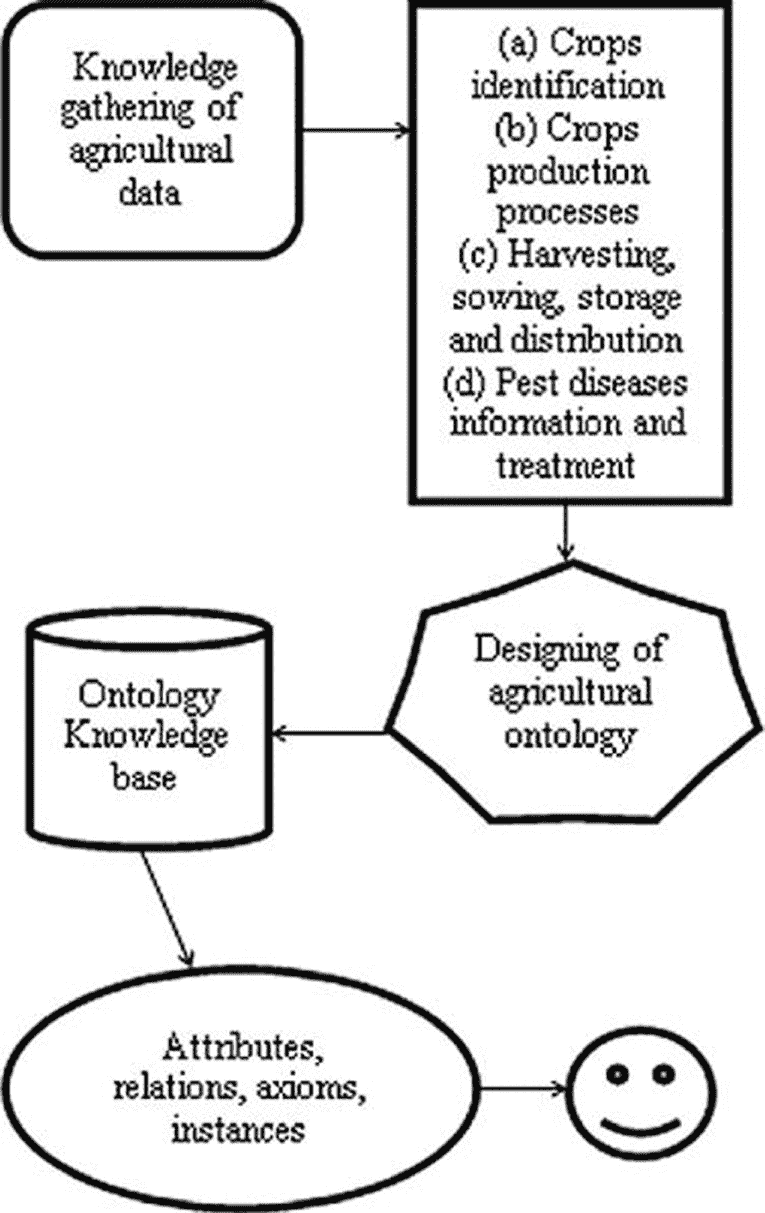 Knowledge
gathering of
agricultural
data
(a) Crops
identification
(b) Crops
production
processes
(c) Harvesting,
sowing, storage
and distribution
(d) Pest diseases
information and
treatment
Designing of
agricultural
ontology
Ontology
Knowledge
base
Attributes,
relations, axioms,
instances